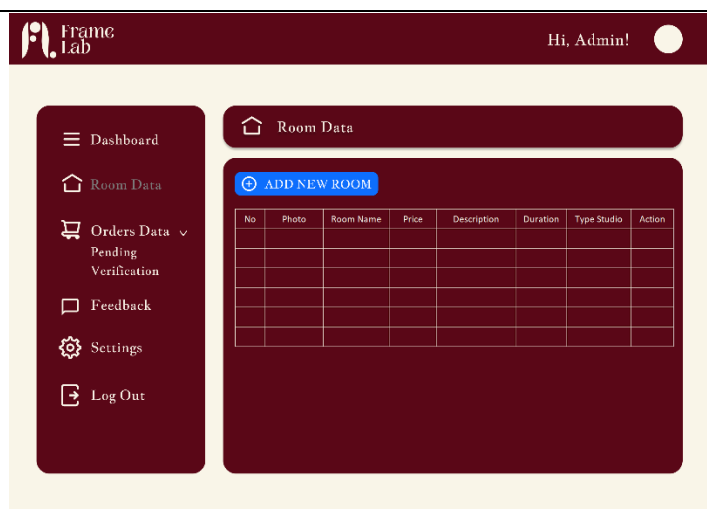 Frame
Lab
Hi, Admin!
Dashboard
Room Data
Orders Data
Pending
Verification
Feedback
Settings
Log Out
Room Data
ADD NEW ROOM
No Photo Room Name Price Description Duration Type Studio Action